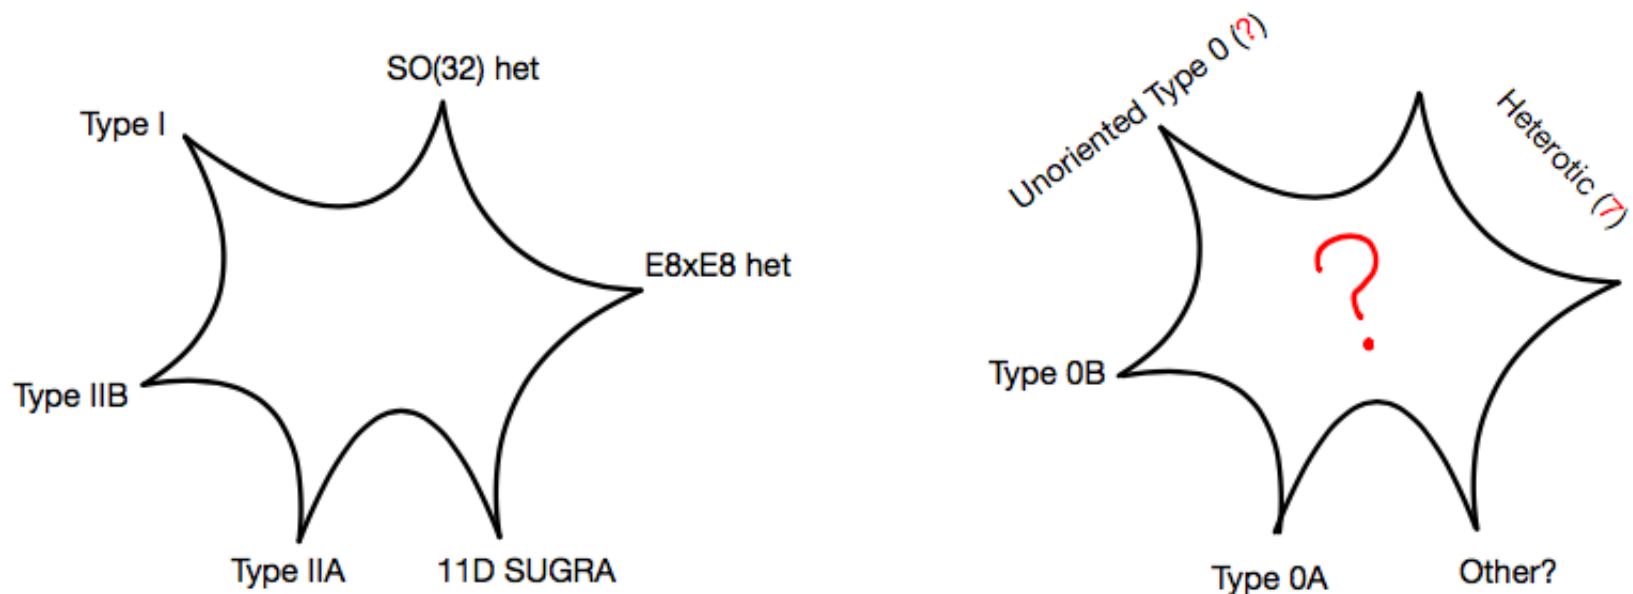 SO(32) het
Type I
E8xE8 het
Type IIB
Type IIA
11D SUGRA
Unoriented Type 0 (?)
Heterotic (7)
?
Type 0B
Type 0A
Other?